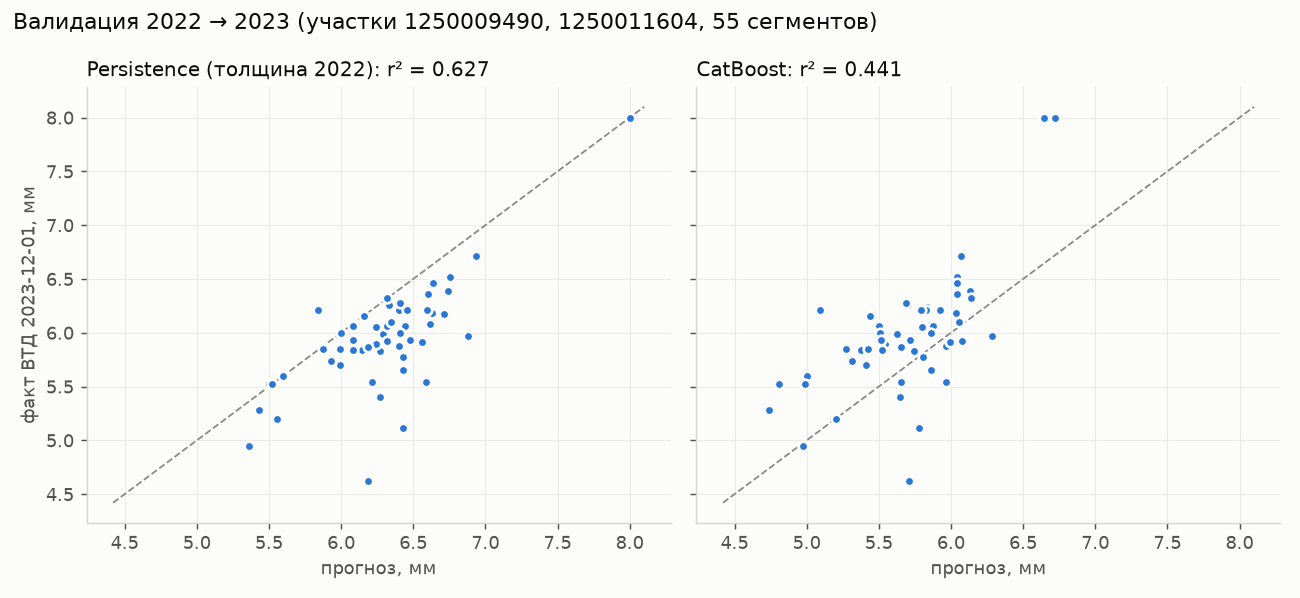 Валидация 2022 → 2023 (участки 1250009490, 1250011604, 55 сегментов)
Persistence (толщина 2022): r² = 0.627
CatBoost: r² = 0.441
факт ВТД 2023-12-01, мм
8.0
7.5
7.0
6.5
6.0
5.5
5.0
4.5
4.5 5.0 5.5 6.0 6.5 7.0 7.5 8.0
4.5 5.0 5.5 6.0 6.5 7.0 7.5 8.0
прогноз, мм
прогноз, мм